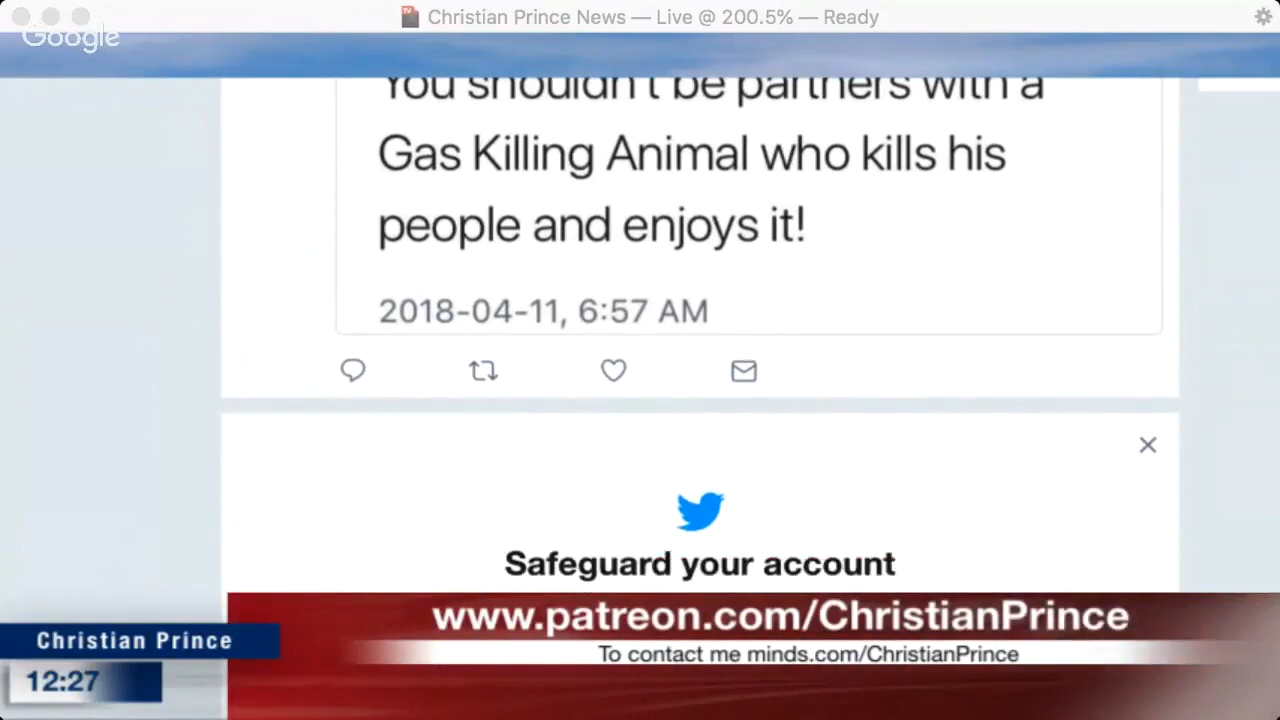 Christian Prince News — Live @ 200.5% — Ready
Google
You shouldn't be partners with a
Gas Killing Animal who kills his
people and enjoys it!
2018-04-11, 6:57 AM
Safeguard your account
www.patreon.com/ChristianPrince
To contact me minds.com/ChristianPrince
Christian Prince
12:27